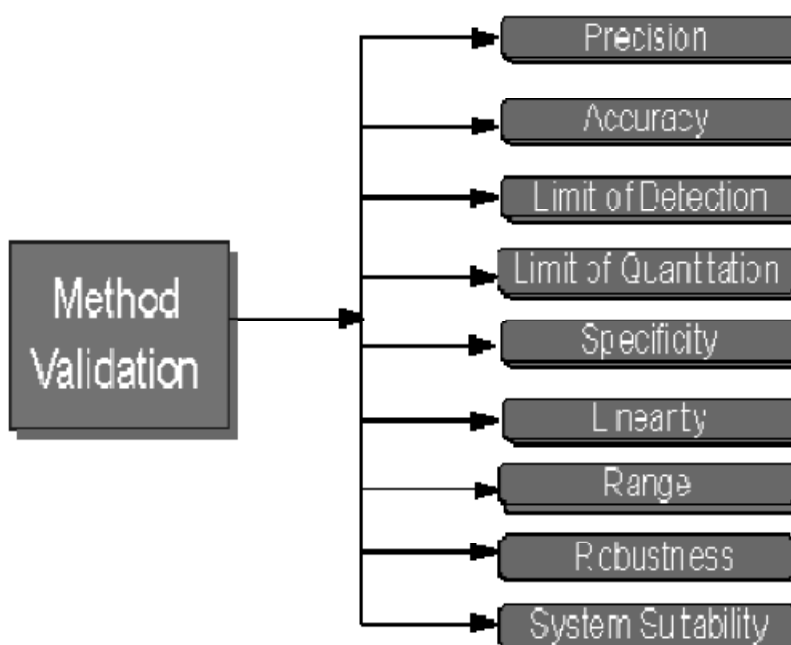 Method
Validation
Precision
Accuracy
Limit of Detection
Limit of Quantitation
Specificity
Linearity
Range
Robustness
System Suitability